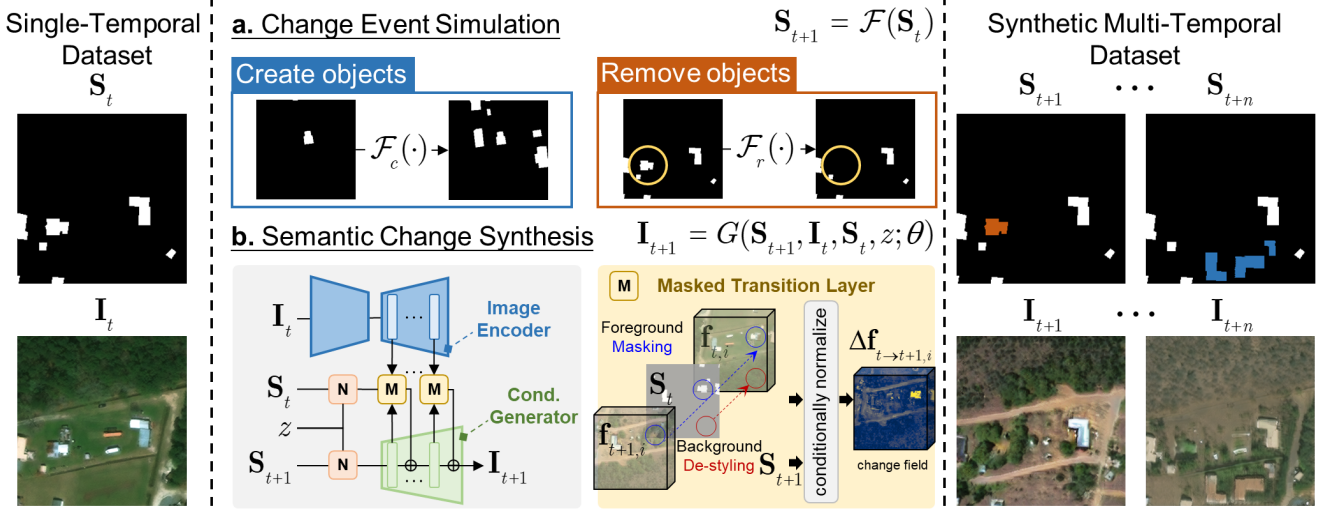 Single-Temporal
Dataset
S_t
I_t
a. Change Event Simulation
S_{t+1} = F(S_t)
Create objects
F_c(·)
Remove objects
F_r(·)
b. Semantic Change Synthesis
I_{t+1} = G(S_{t+1}, I_t, S_t, z; θ)
I_t
...
Image
Encoder
...
S_t
N
M
M
z
Cond.
Generator
S_{t+1}
N
...
⊕
⊕
I_{t+1}
M
Masked Transition Layer
Foreground
Masking
f_{t,i}
S_t
f_{t+1,i}
Background
De-styling
S_{t+1}
conditionally normalize
Δf_{t→t+1,i}
change field
Synthetic Multi-Temporal
Dataset
S_{t+1} ... S_{t+n}
I_{t+1} ... I_{t+n}